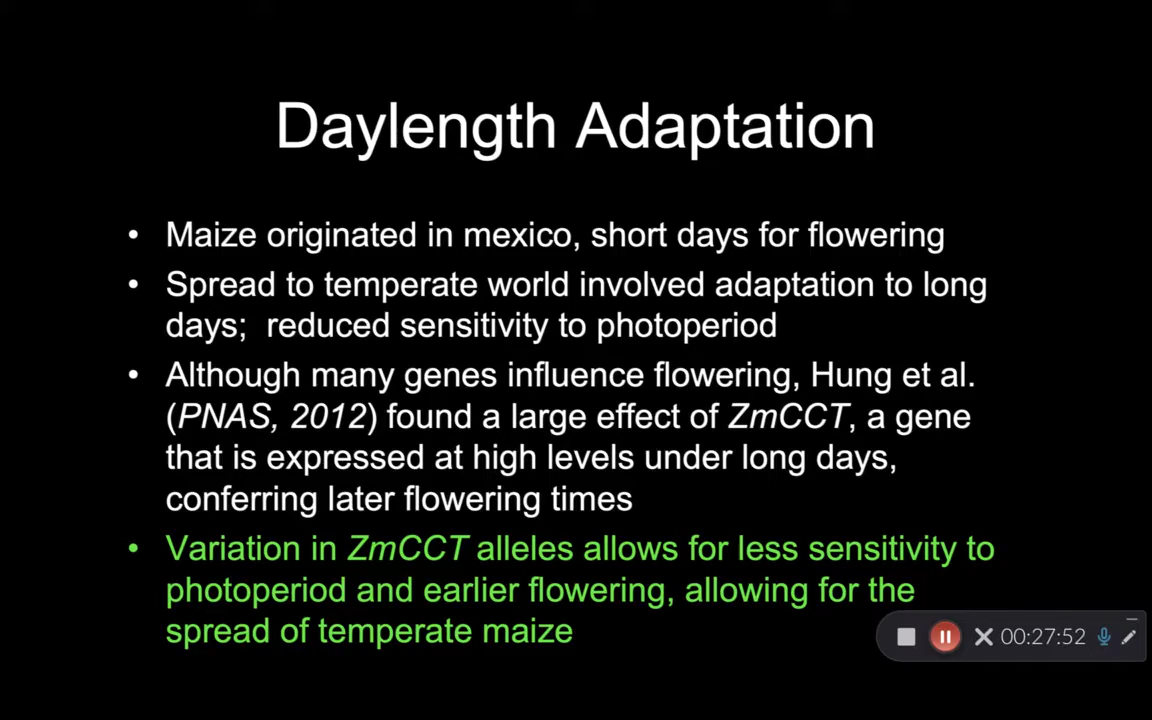 Daylength Adaptation
• Maize originated in mexico, short days for flowering
• Spread to temperate world involved adaptation to long
days; reduced sensitivity to photoperiod
• Although many genes influence flowering, Hung et al.
(PNAS, 2012) found a large effect of ZmCCT, a gene
that is expressed at high levels under long days,
conferring later flowering times
• Variation in ZmCCT alleles allows for less sensitivity to
photoperiod and earlier flowering, allowing for the
spread of temperate maize
00:27:52